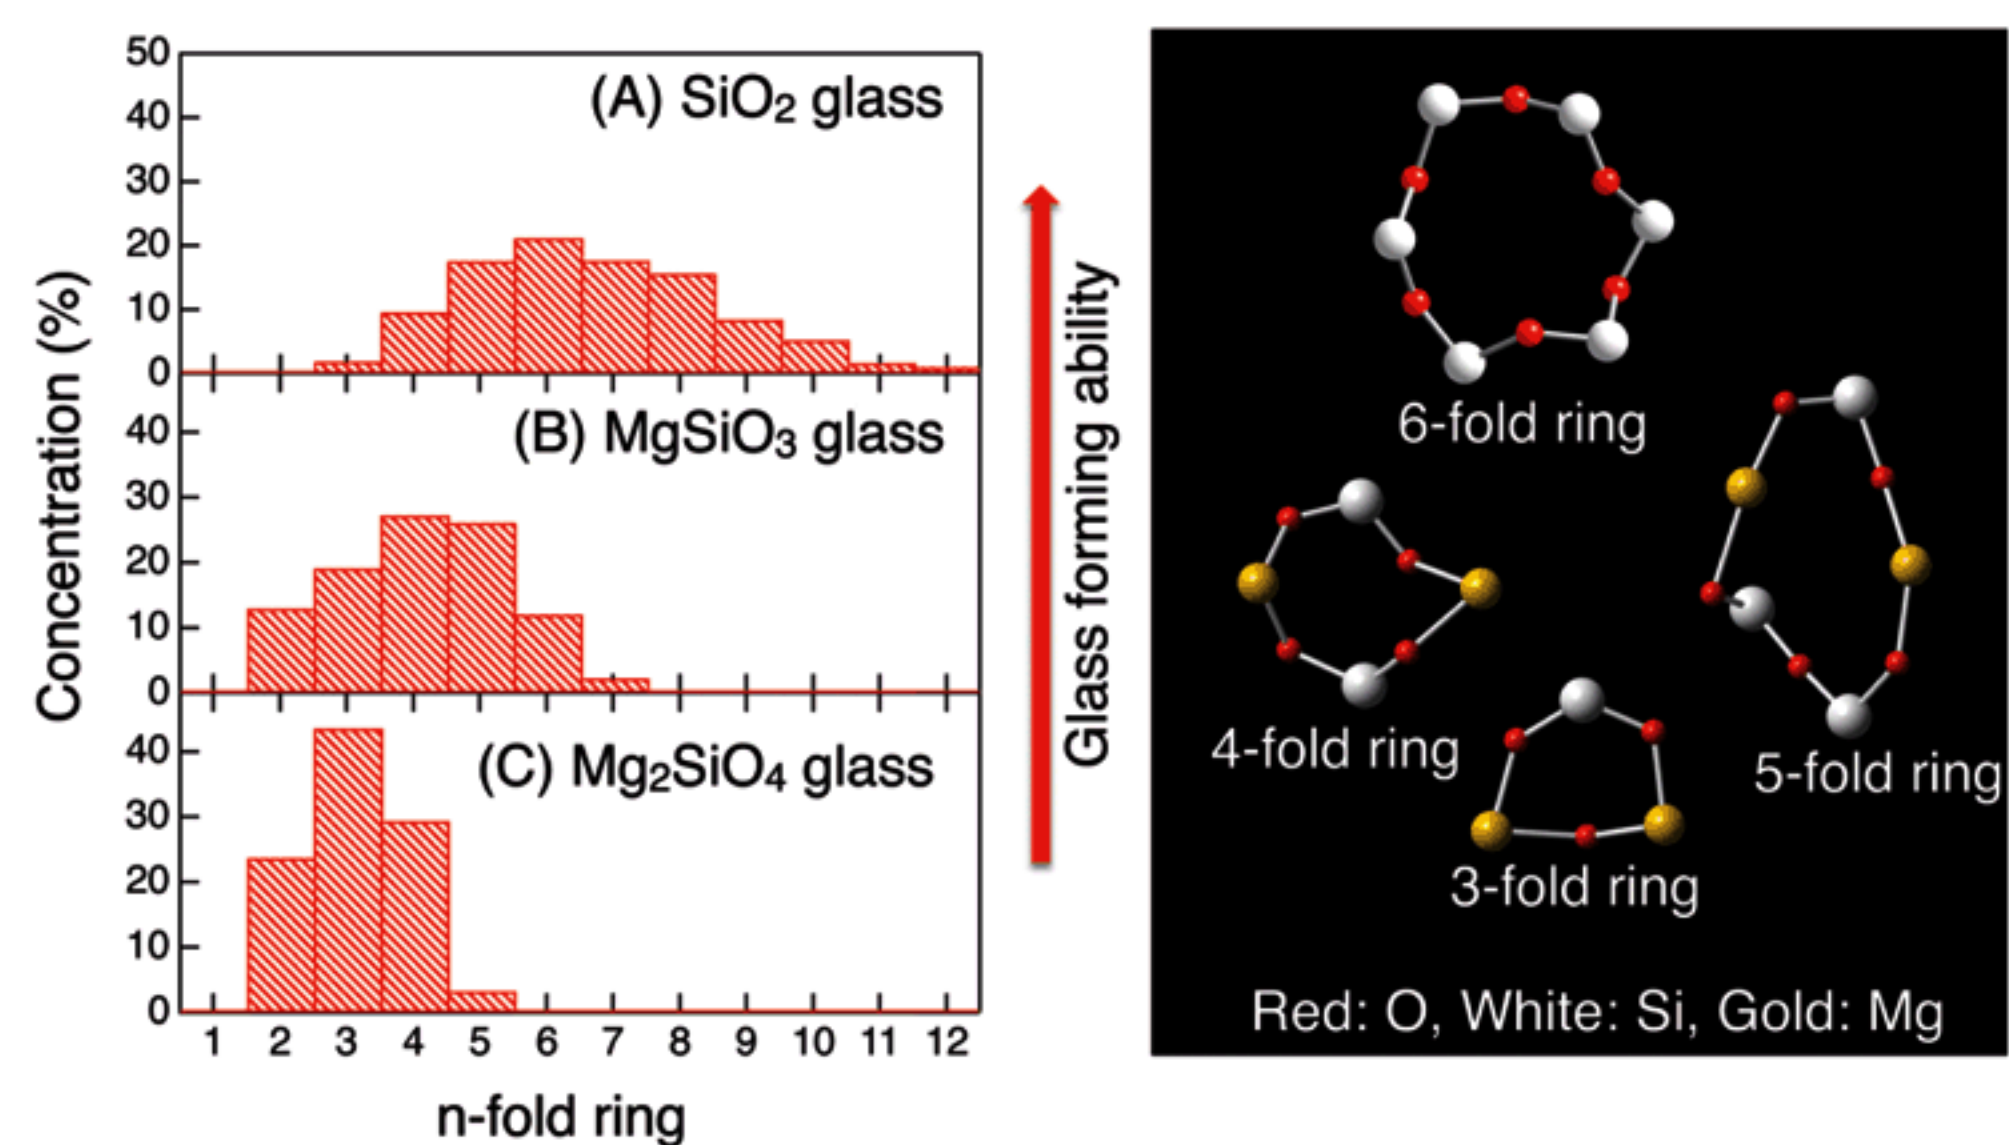 50
(A) SiO₂ glass
40
30
20
10
0
(B) MgSiO₃ glass
40
30
20
10
0
(C) Mg₂SiO₄ glass
40
30
20
10
0
1 2 3 4 5 6 7 8 9 10 11 12
n-fold ring
Concentration (%)
Glass forming ability
6-fold ring
4-fold ring
5-fold ring
3-fold ring
Red: O, White: Si, Gold: Mg